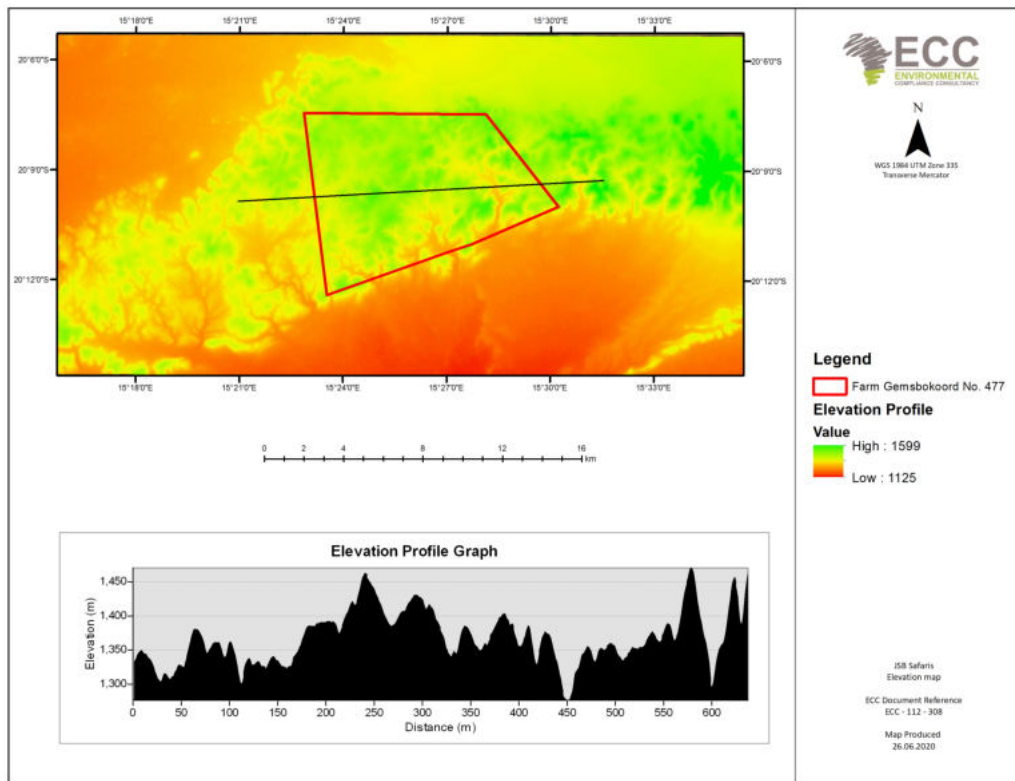 15°18'0"E 15°21'0"E 15°24'0"E 15°27'0"E 15°30'0"E 15°33'0"E
20°6'0"S 20°6'0"S
20°9'0"S 20°9'0"S
20°12'0"S 20°12'0"S
15°18'0"E 15°21'0"E 15°24'0"E 15°27'0"E 15°30'0"E 15°33'0"E
0 2 4 8 12 16
km
Elevation Profile Graph
Elevation (m)
1,450
1,400
1,350
1,300
0 50 100 150 200 250 300 350 400 450 500 550 600
Distance (m)
ECC
ENVIRONMENTAL
COMPLIANCE CONSULTANCY
N
WGS 1984 UTM Zone 33S
Transverse Mercator
Legend
Farm Gemsbokoord No. 477
Elevation Profile
Value
High : 1599
Low : 1125
JSB Safaris
Elevation map
ECC Document Reference
ECC - 112 - 308
Map Produced
26.06.2020